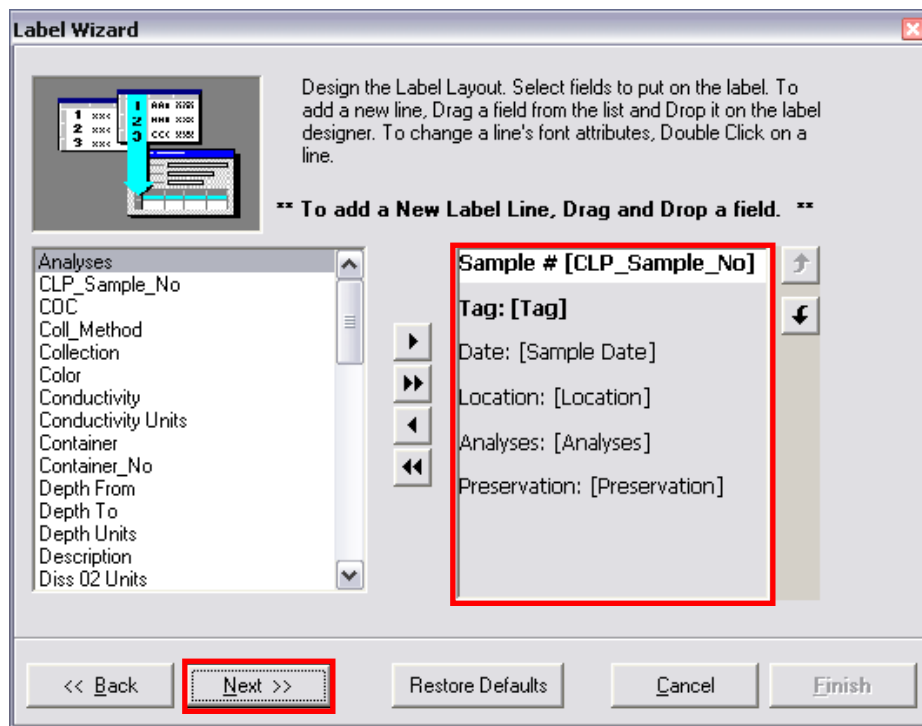 Label Wizard
Design the Label Layout. Select fields to put on the label. To
add a new line, Drag a field from the list and Drop it on the label
designer. To change a line's font attributes, Double Click on a
line.
** To add a New Label Line, Drag and Drop a field. **
Analyses
CLP_Sample_No
COC
Coll_Method
Collection
Color
Conductivity
Conductivity Units
Container
Container_No
Depth From
Depth To
Depth Units
Description
Diss 02 Units
Sample # [CLP_Sample_No]
Tag: [Tag]
Date: [Sample Date]
Location: [Location]
Analyses: [Analyses]
Preservation: [Preservation]
<< Back
Next >>
Restore Defaults
Cancel
Finish